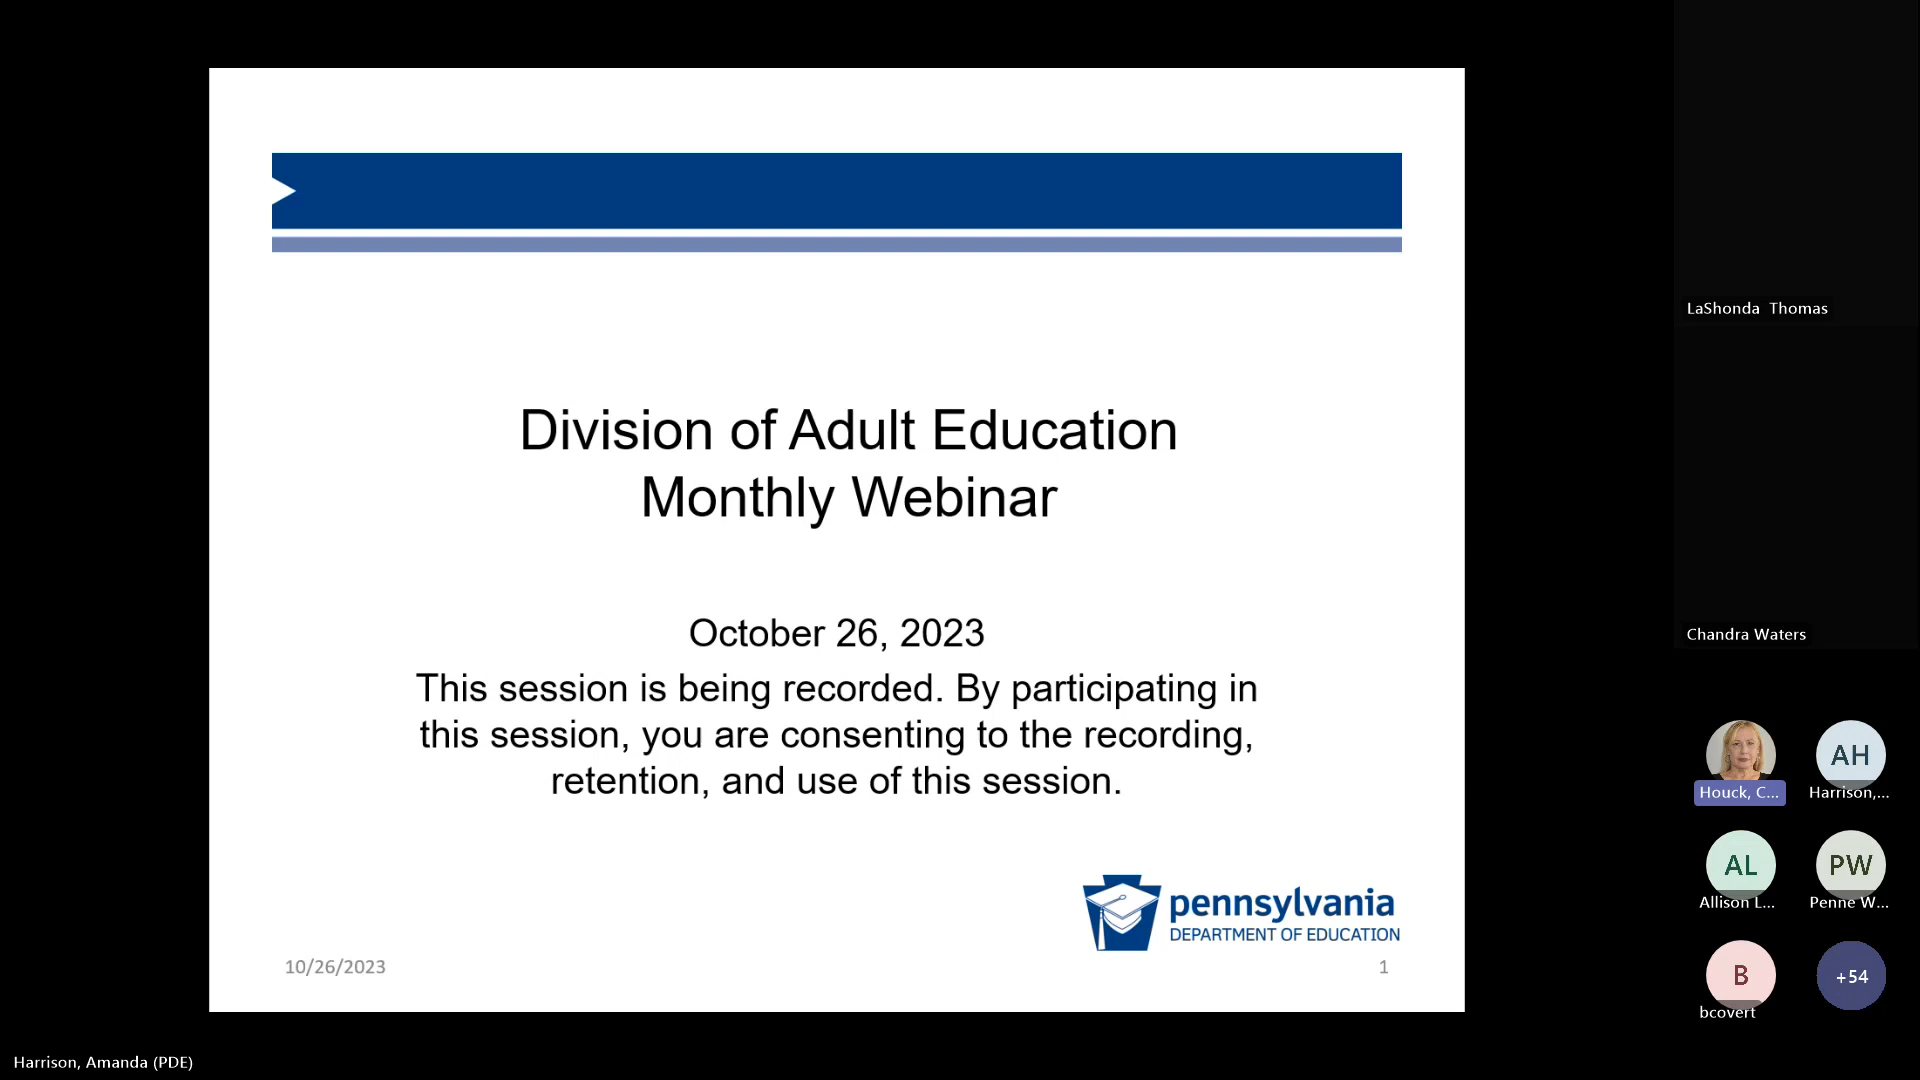 Division of Adult Education
Monthly Webinar
October 26, 2023
This session is being recorded. By participating in
this session, you are consenting to the recording,
retention, and use of this session.
pennsylvania
DEPARTMENT OF EDUCATION
10/26/2023
1
LaShonda Thomas
Chandra Waters
Houck, C...
AH
Harrison,...
AL
Allison L...
PW
Penne W...
B
bcovert
+54
Harrison, Amanda (PDE)